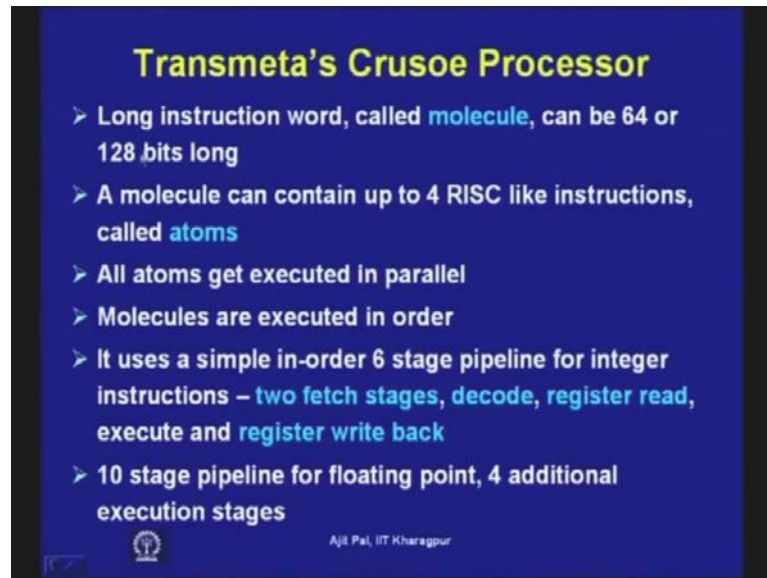 Transmeta's Crusoe Processor
➢ Long instruction word, called molecule, can be 64 or
128 bits long
➢ A molecule can contain up to 4 RISC like instructions,
called atoms
➢ All atoms get executed in parallel
➢ Molecules are executed in order
➢ It uses a simple in-order 6 stage pipeline for integer
instructions – two fetch stages, decode, register read,
execute and register write back
➢ 10 stage pipeline for floating point, 4 additional
execution stages
Ajit Pal, IIT Kharagpur